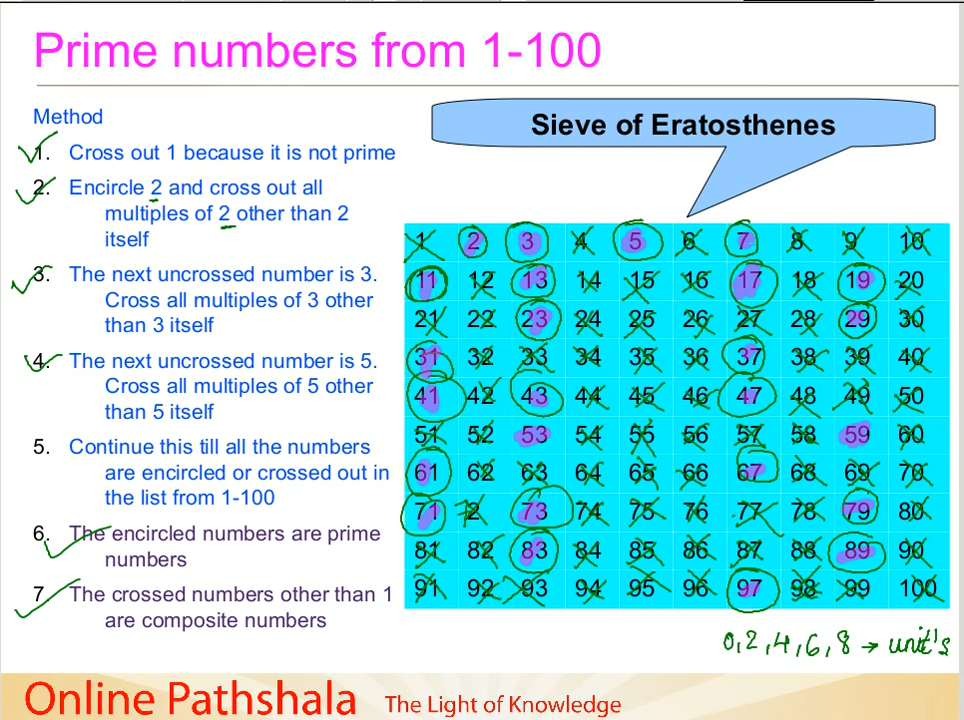 Prime numbers from 1-100
Method
1. Cross out 1 because it is not prime
2. Encircle 2 and cross out all
multiples of 2 other than 2
itself
3. The next uncrossed number is 3.
Cross all multiples of 3 other
than 3 itself
4. The next uncrossed number is 5.
Cross all multiples of 5 other
than 5 itself
5. Continue this till all the numbers
are encircled or crossed out in
the list from 1-100
6. The encircled numbers are prime
numbers
7. The crossed numbers other than 1
are composite numbers
Sieve of Eratosthenes
1 2 3 4 5 6 7 8 9 10
11 12 13 14 15 16 17 18 19 20
21 22 23 24 25 26 27 28 29 30
31 32 33 34 35 36 37 38 39 40
41 42 43 44 45 46 47 48 49 50
51 52 53 54 55 56 57 58 59 60
61 62 63 64 65 66 67 68 69 70
71 72 73 74 75 76 77 78 79 80
81 82 83 84 85 86 87 88 89 90
91 92 93 94 95 96 97 98 99 100
0,2,4,6,8 → unit's
Online Pathshala The Light of Knowledge